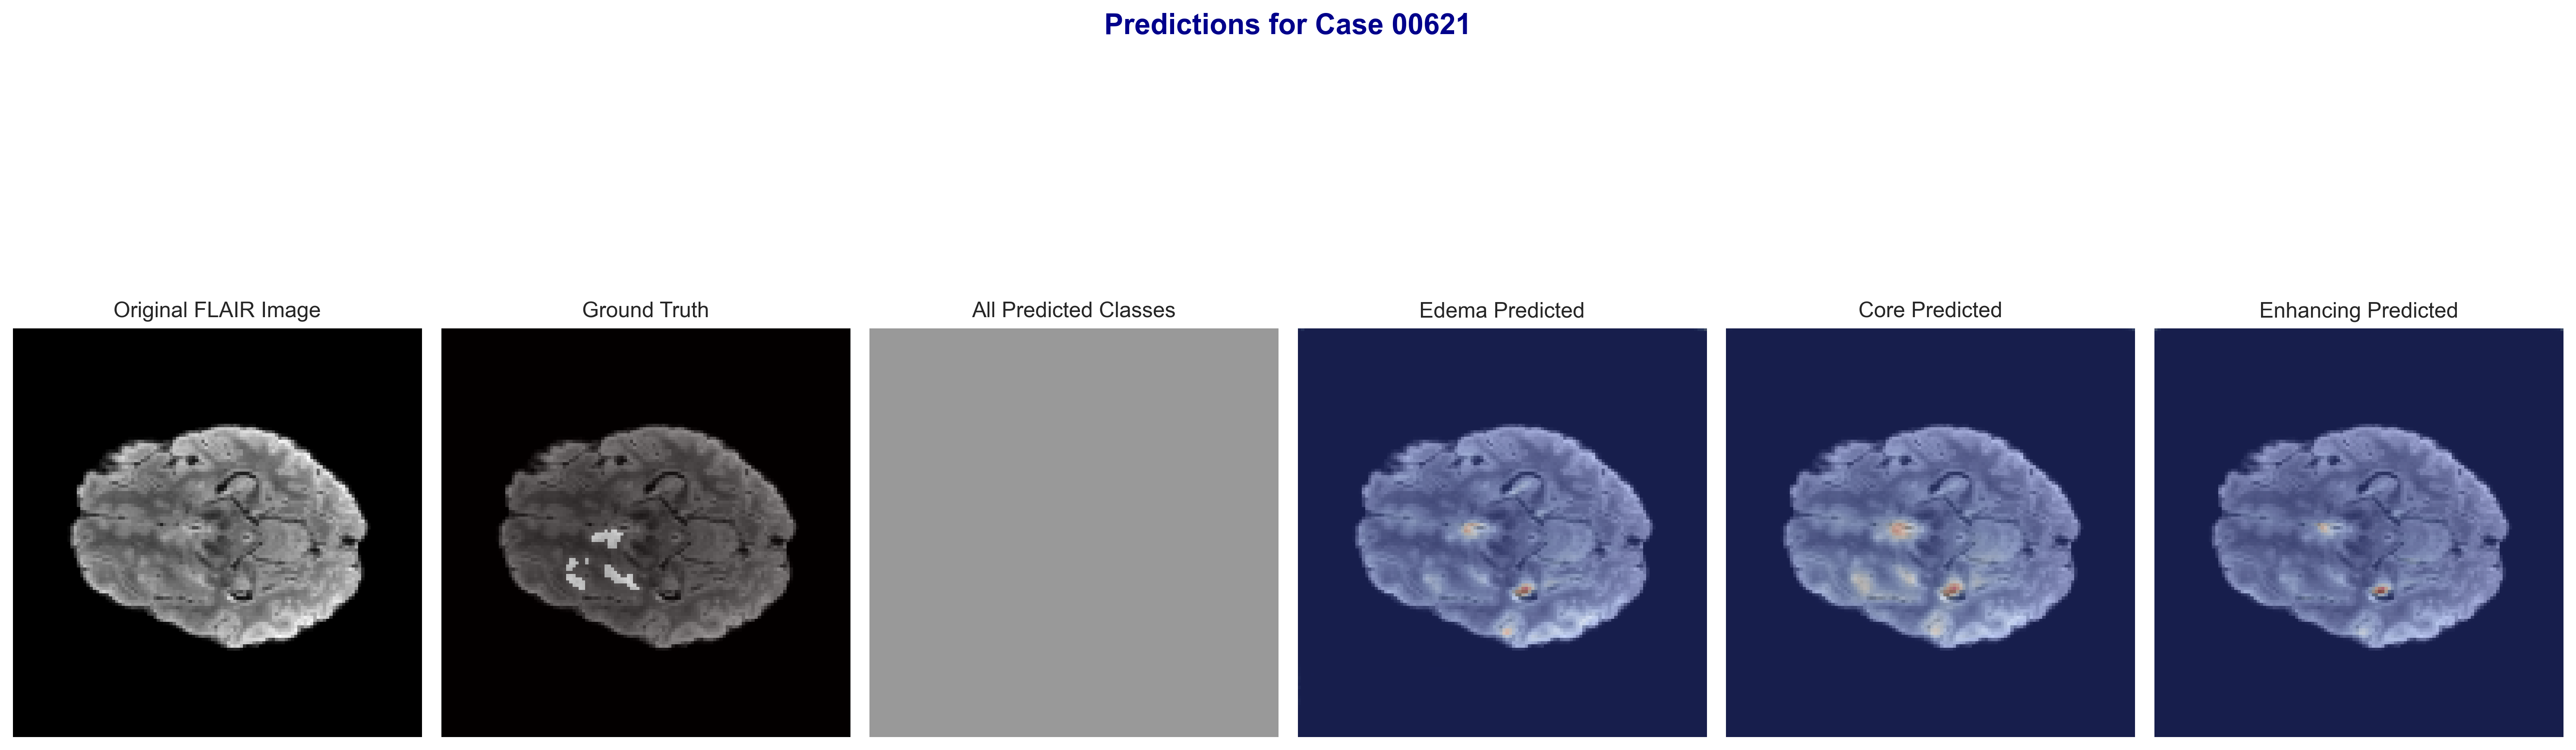 Predictions for Case 00621
Original FLAIR Image
Ground Truth
All Predicted Classes
Edema Predicted
Core Predicted
Enhancing Predicted